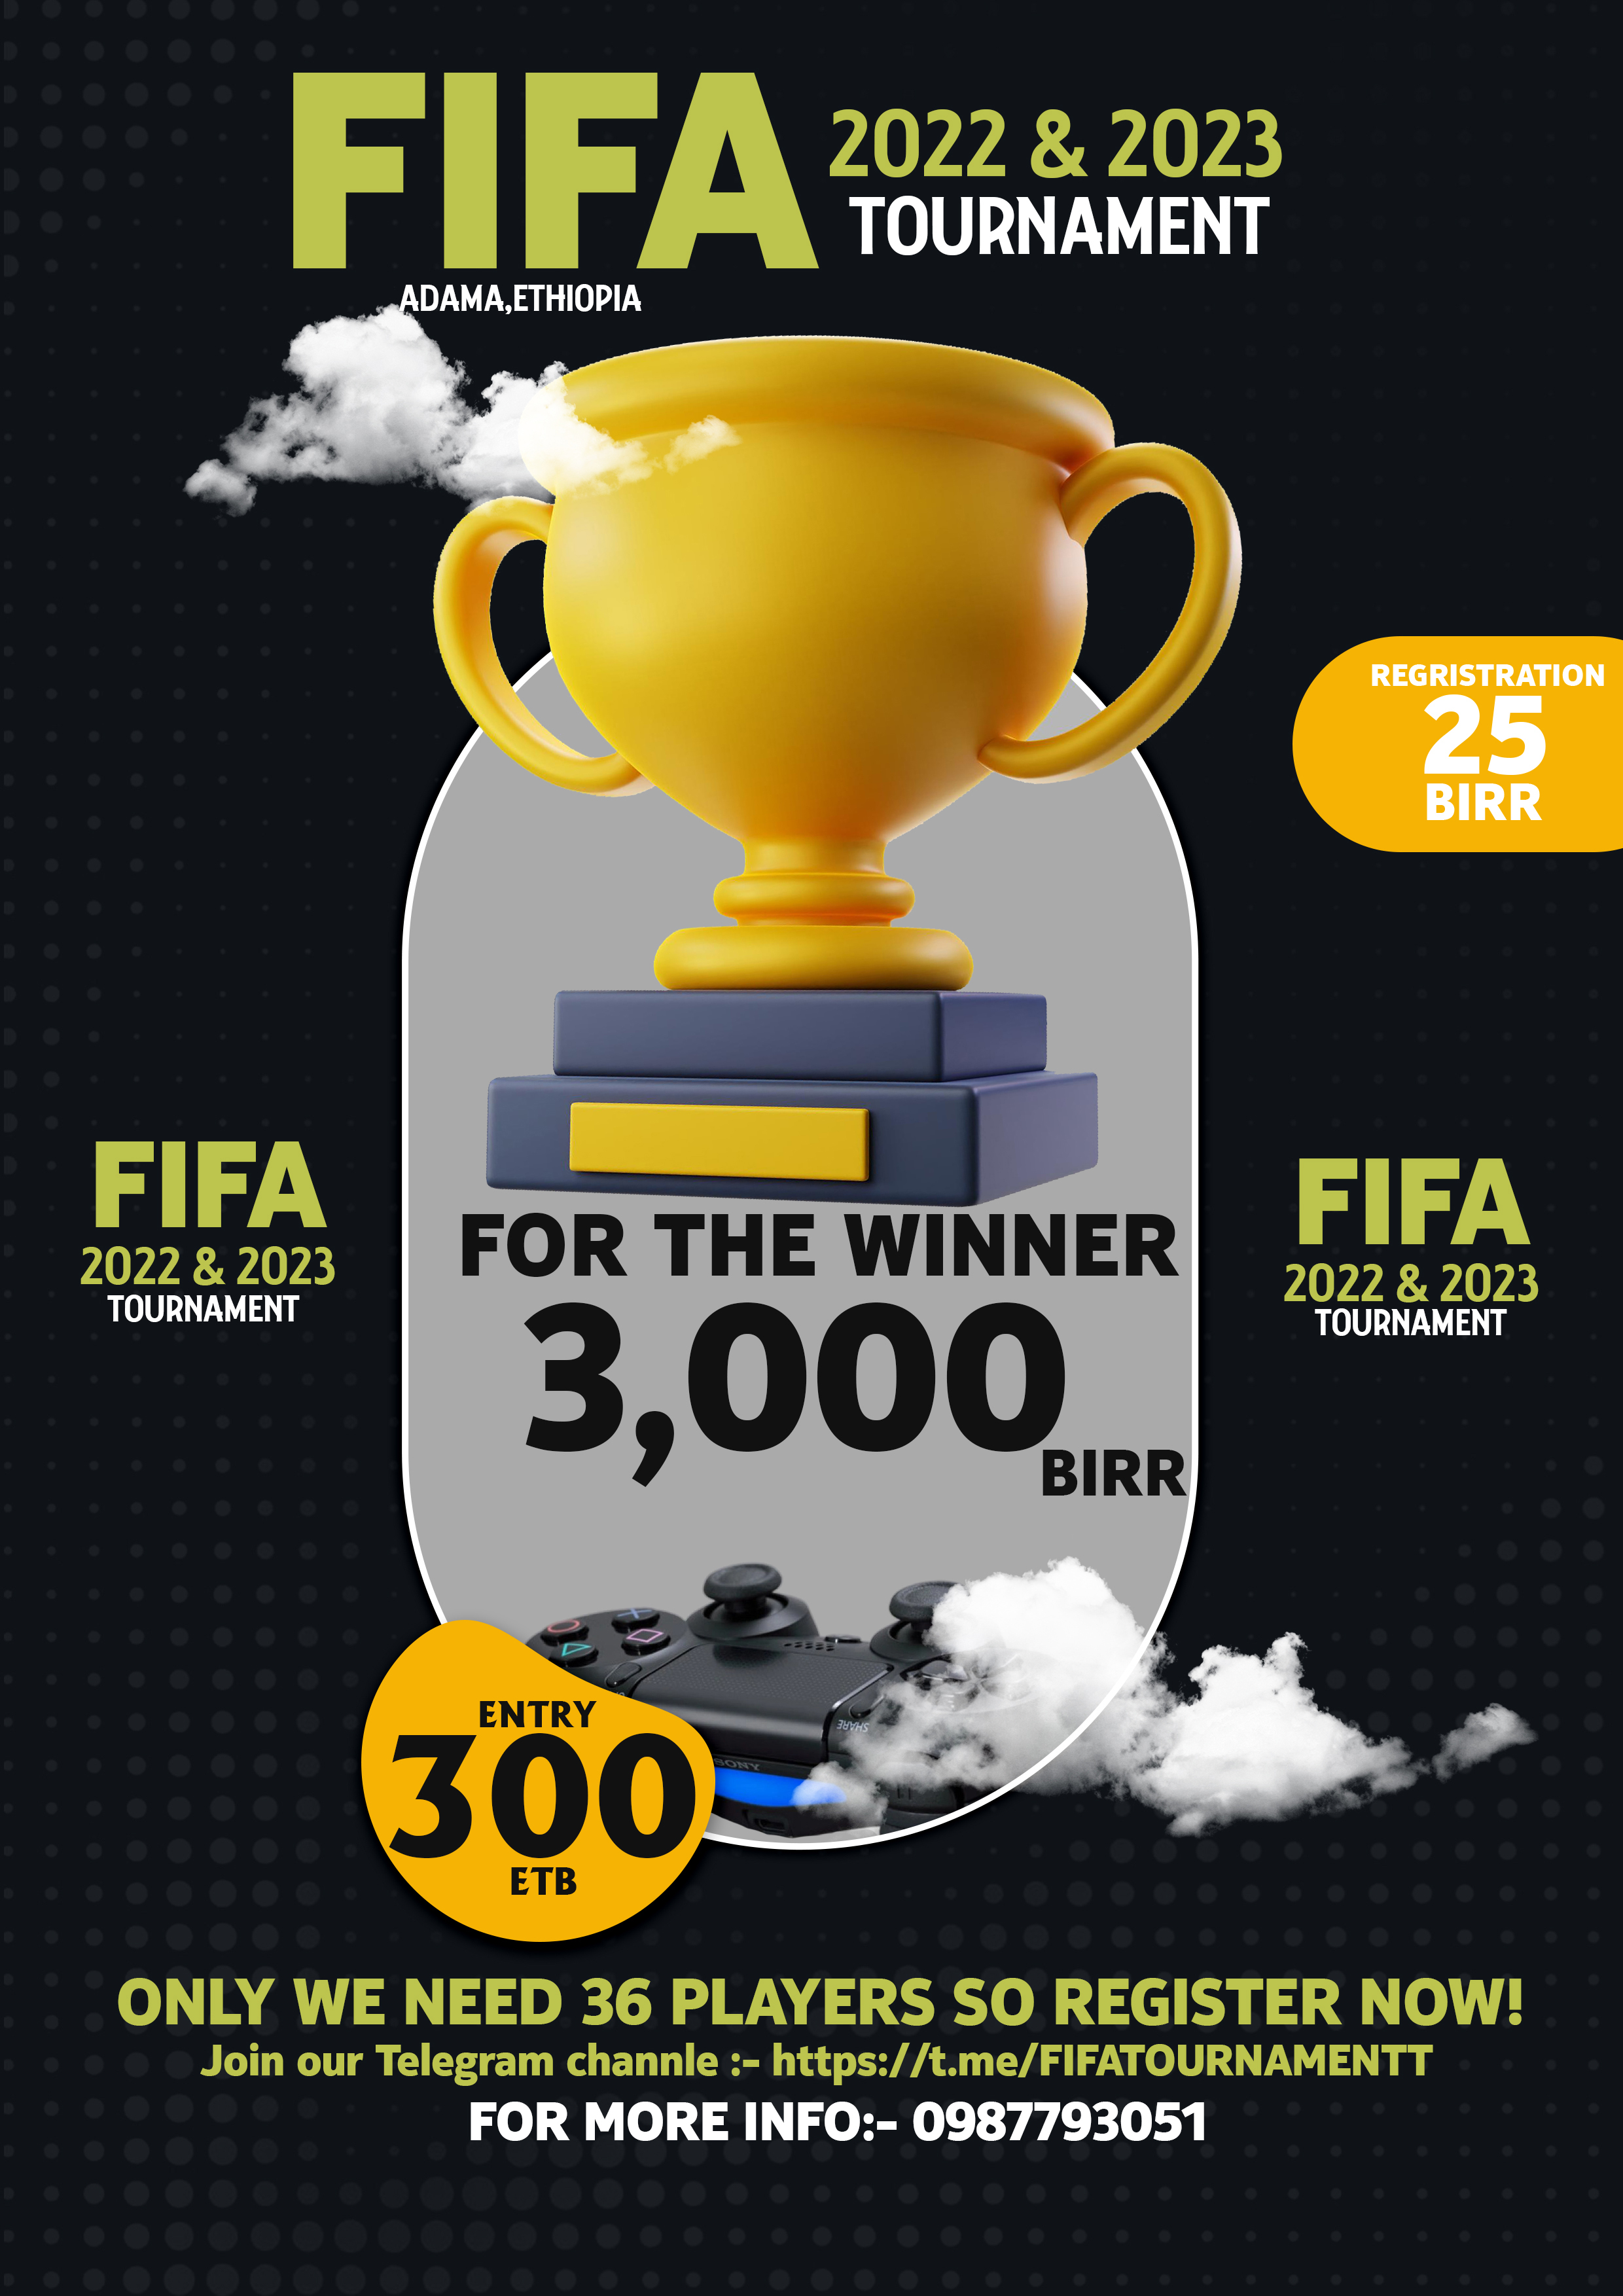 FIFA
2022 & 2023
TOURNAMENT
ADAMA,ETHIOPIA
REGRISTRATION
25
BIRR
FIFA
2022 & 2023
TOURNAMENT
FIFA
2022 & 2023
TOURNAMENT
FOR THE WINNER
3,000
BIRR
SHARE
SONY
ENTRY
300
ETB
ONLY WE NEED 36 PLAYERS SO REGISTER NOW!
Join our Telegram channle :- https://t.me/FIFATOURNAMENTT
FOR MORE INFO:- 0987793051